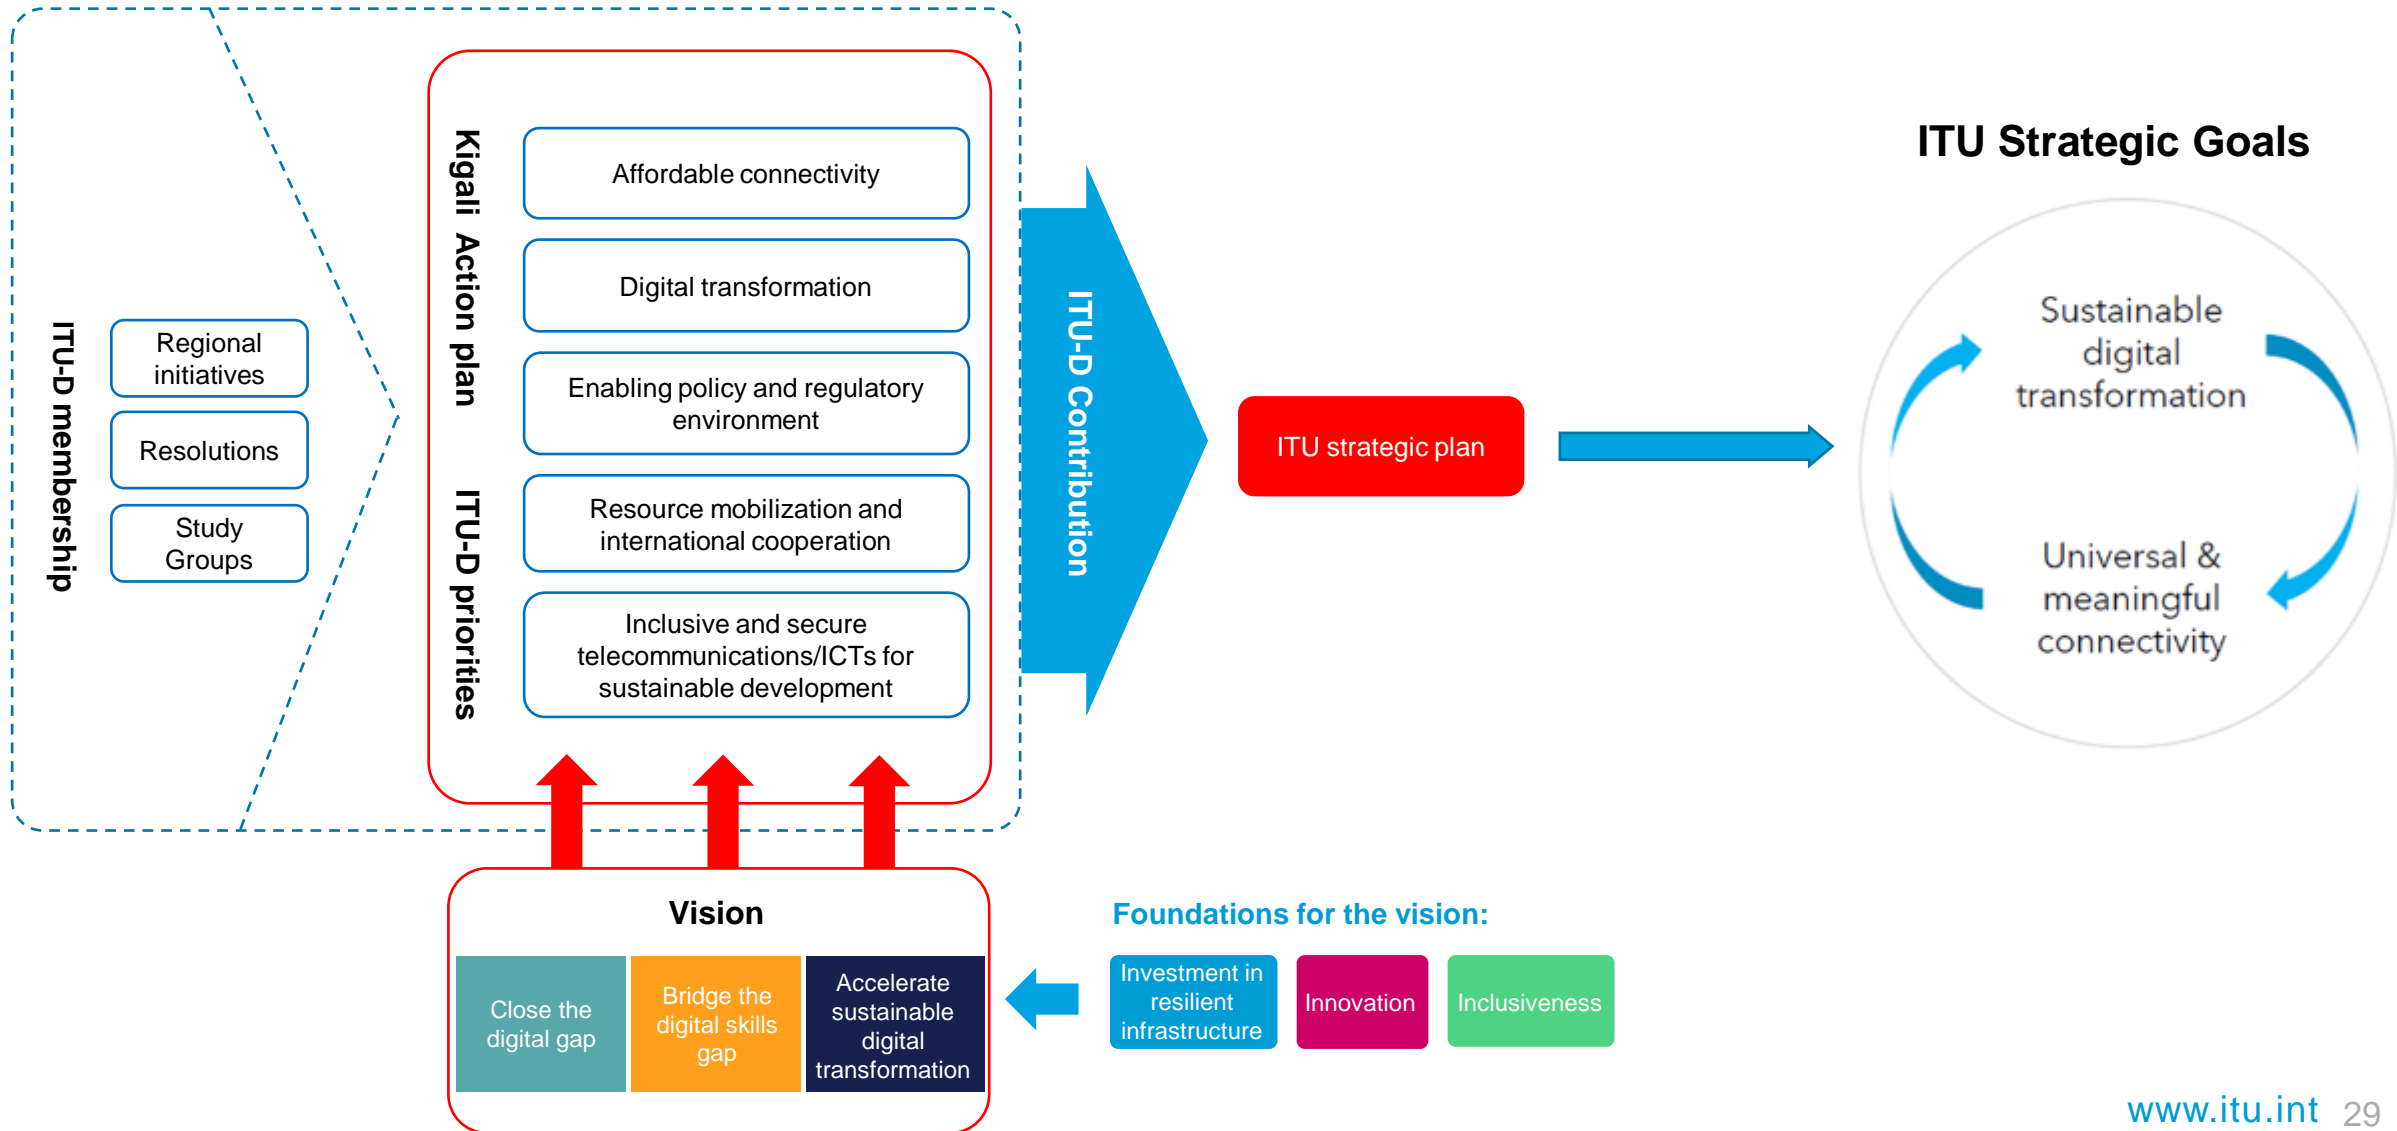 ITU-D membership
Regional
initiatives
Resolutions
Study
Groups
Kigali Action plan
ITU-D priorities
Affordable connectivity
Digital transformation
Enabling policy and regulatory
environment
Resource mobilization and
international cooperation
Inclusive and secure
telecommunications/ICTs for
sustainable development
ITU-D Contribution
ITU strategic plan
ITU Strategic Goals
Sustainable
digital
transformation
Universal &
meaningful
connectivity
Vision
Close the
digital gap
Bridge the
digital skills
gap
Accelerate
sustainable
digital
transformation
Foundations for the vision:
Investment in
resilient
infrastructure
Innovation
Inclusiveness
www.itu.int 29